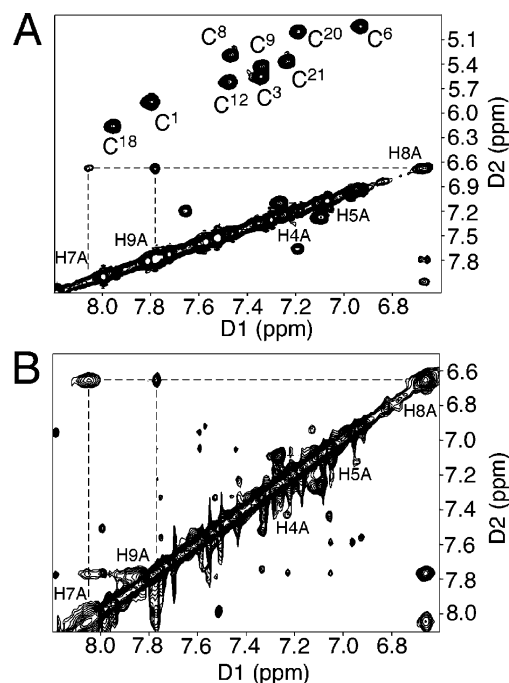 A
C⁸
C⁹
C²⁰
C⁶
C¹²
C³
C²¹
C¹
C¹⁸
H8A
H7A
H9A
H4A
H5A
5.1
5.4
5.7
6.0
6.3
6.6
6.9
7.2
7.5
7.8
D2 (ppm)
8.0 7.8 7.6 7.4 7.2 7.0 6.8
D1 (ppm)
B
H8A
H5A
H4A
H9A
H7A
6.6
6.8
7.0
7.2
7.4
7.6
7.8
8.0
D2 (ppm)
8.0 7.8 7.6 7.4 7.2 7.0 6.8
D1 (ppm)